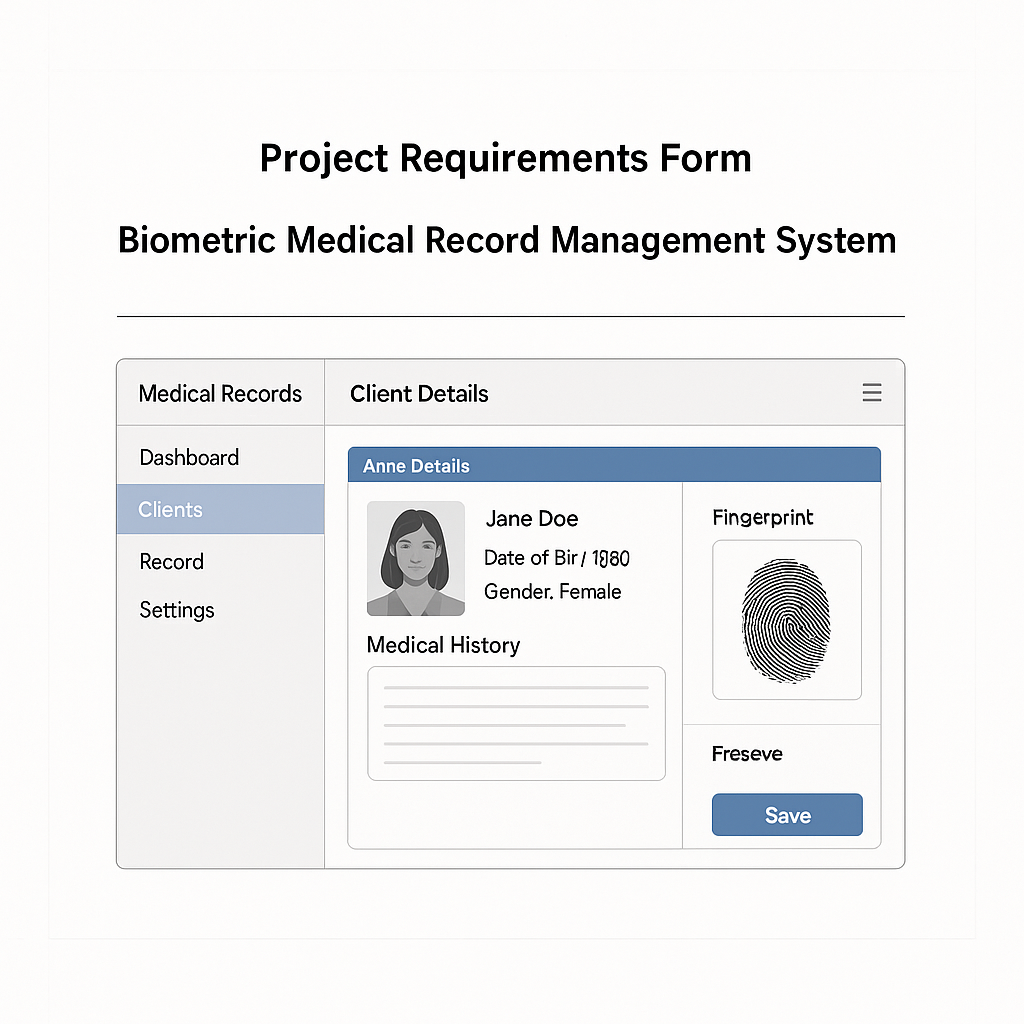 Project Requirements Form
Biometric Medical Record Management System
Medical Records
Dashboard
Clients
Record
Settings
Client Details
Anne Details
Jane Doe
Date of Bir/
Gender. Female
Medical History
Fingerprint
Freseve
Save